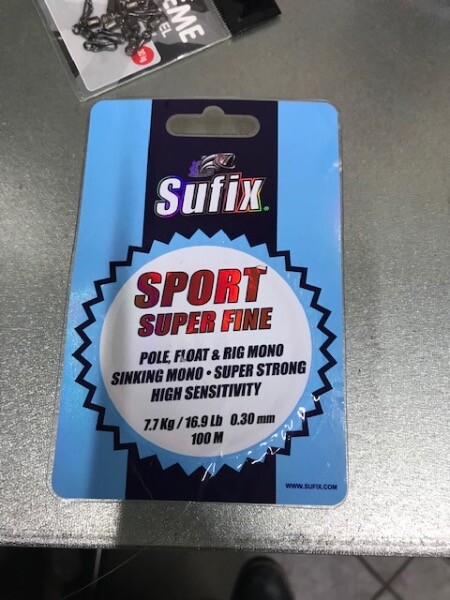 Sufix
SPORT
SUPER FINE
POLE, FLOAT & RIG MONO
SINKING MONO • SUPER STRONG
HIGH SENSITIVITY
7.7 Kg / 16.9 Lb 0.30 mm
100 M
WWW.SUFIX.COM